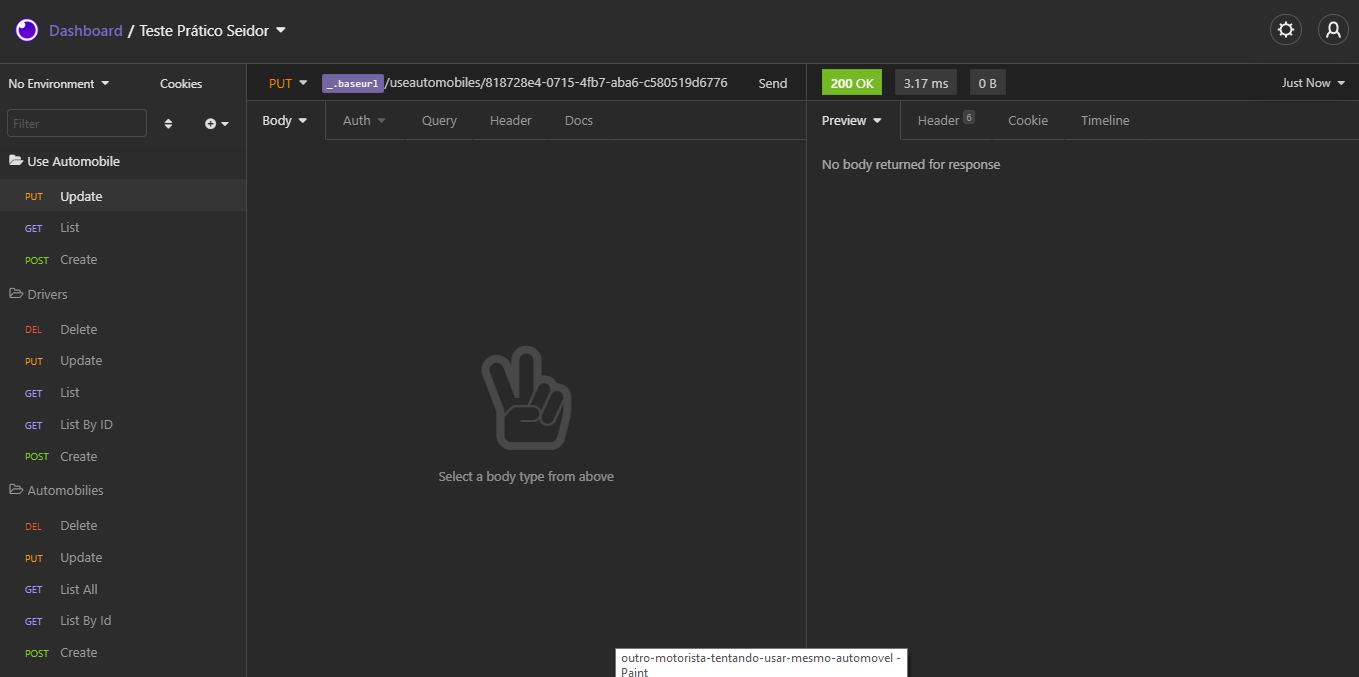 Dashboard / Teste Prático Seidor
No Environment
Cookies
Filter
Use Automobile
PUT Update
GET List
POST Create
Drivers
DEL Delete
PUT Update
GET List
GET List By ID
POST Create
Automobilies
DEL Delete
PUT Update
GET List All
GET List By Id
POST Create
PUT _.baseurl/useautomobiles/818728e4-0715-4fb7-aba6-c580519d6776 Send
Body Auth Query Header Docs
Select a body type from above
200 OK 3.17 ms 0 B Just Now
Preview Header 6 Cookie Timeline
No body returned for response
outro-motorista-tentando-usar-mesmo-automovel -
Paint